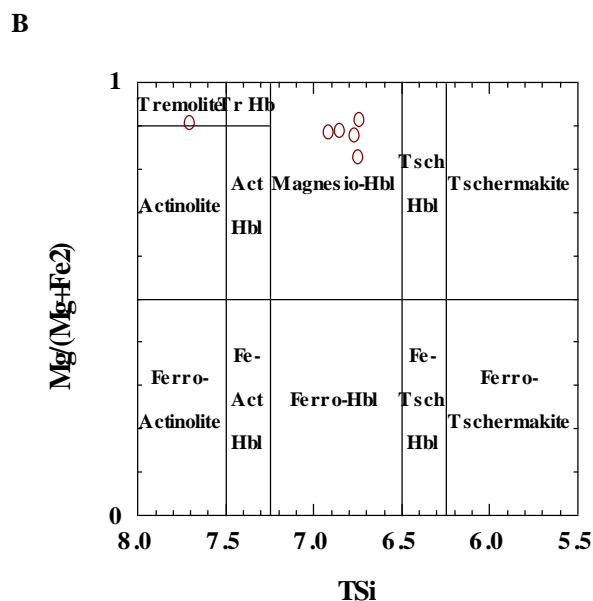 B
1
Tremolite Tr Hb
Actinolite
Act
Hbl
Magnesio-Hbl
Tsch
Hbl
Tschermakite
Mg/(Mg+Fe2)
Ferro-
Actinolite
Fe-
Act
Hbl
Ferro-Hbl
Fe-
Tsch
Hbl
Ferro-
Tschermakite
0
8.0 7.5 7.0 6.5 6.0 5.5
TSi